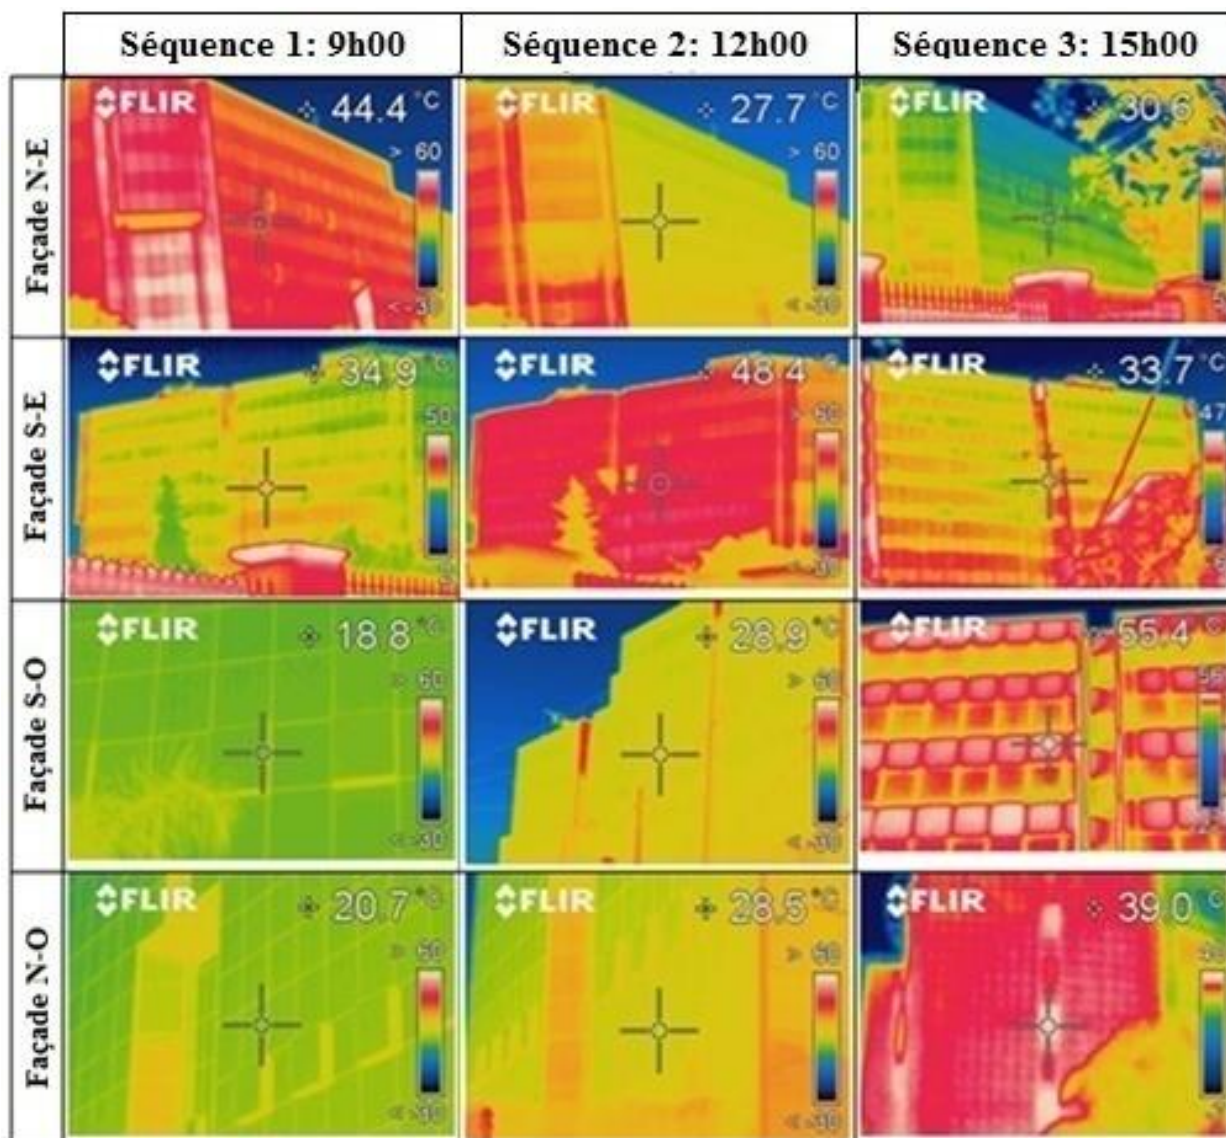 Séquence 1: 9h00
Séquence 2: 12h00
Séquence 3: 15h00
Façade N-E
FLIR
44.4 °C
> 60
< -30
FLIR
27.7 °C
> 60
< -30
FLIR
30.6
Façade S-E
FLIR
34.9 °C
50
FLIR
48.4 °C
> 60
< -30
FLIR
33.7 °C
47
Façade S-O
FLIR
18.8 °C
> 60
< -30
FLIR
28.9 °C
> 60
< -30
FLIR
55.4 °C
Façade N-O
FLIR
20.7 °C
> 60
< -30
FLIR
28.5 °C
> 60
< -30
FLIR
39.0 °C